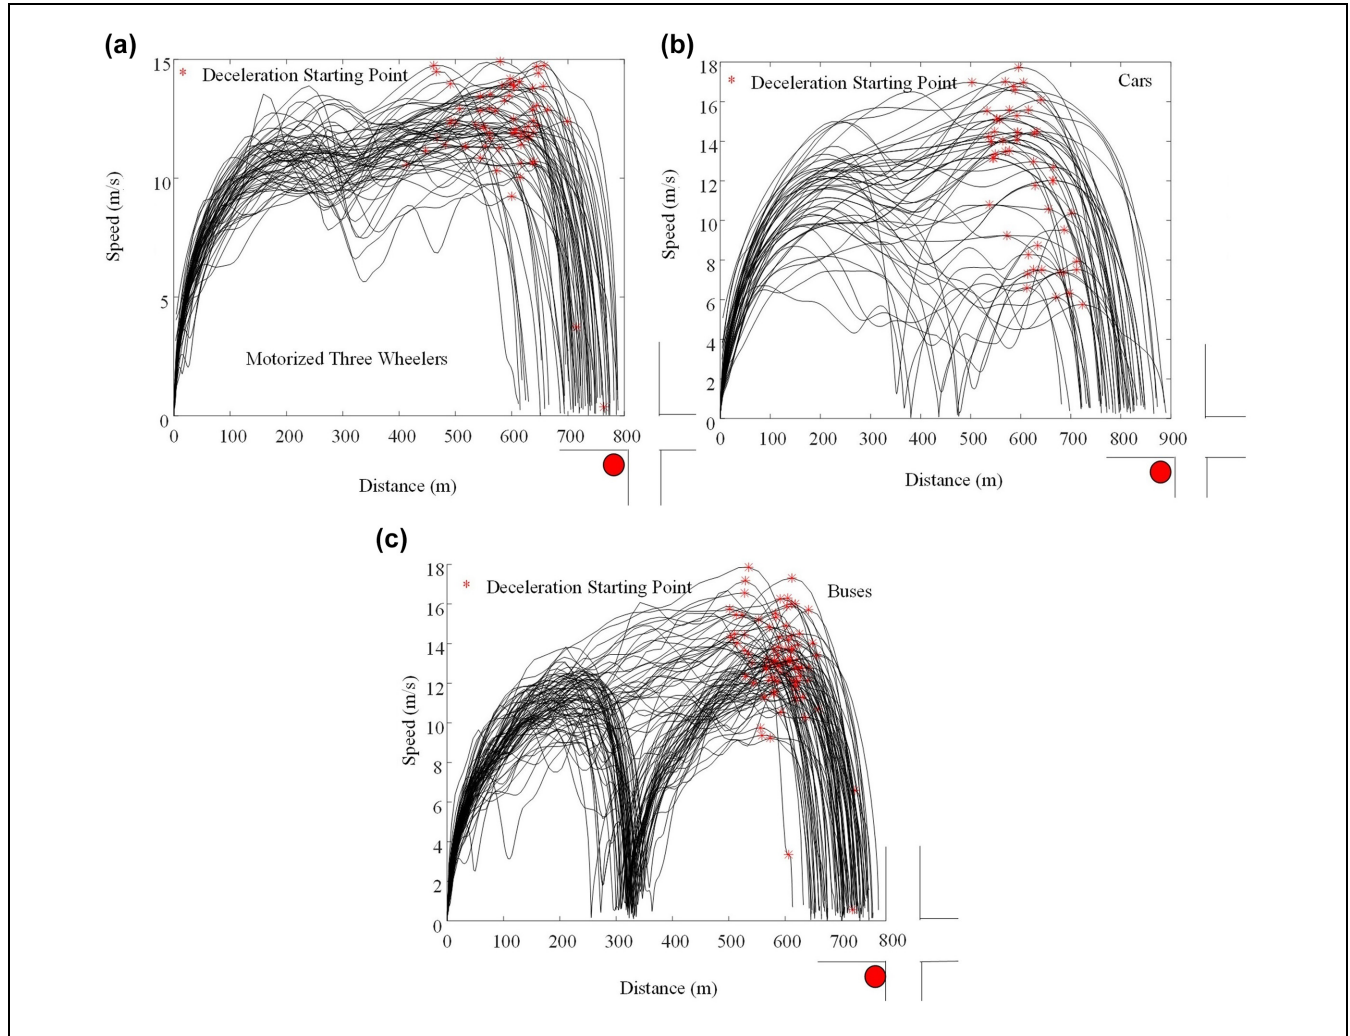 (a)
15
* Deceleration Starting Point
10
Speed (m/s)
5
Motorized Three Wheelers
0
0 100 200 300 400 500 600 700 800
Distance (m)
(b)
18
* Deceleration Starting Point Cars
16
14
12
10
Speed (m/s)
8
6
4
2
0
0 100 200 300 400 500 600 700 800 900
Distance (m)
(c)
18
* Deceleration Starting Point Buses
16
14
12
10
Speed (m/s)
8
6
4
2
0
0 100 200 300 400 500 600 700 800
Distance (m)